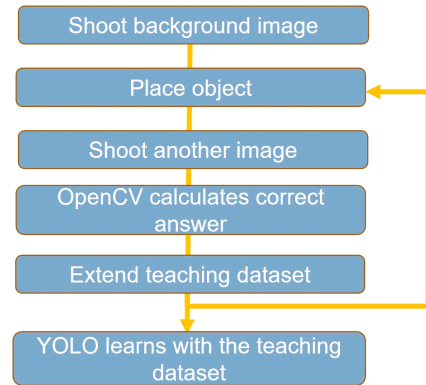 Shoot background image
Place object
Shoot another image
OpenCV calculates correct
answer
Extend teaching dataset
YOLO learns with the teaching
dataset